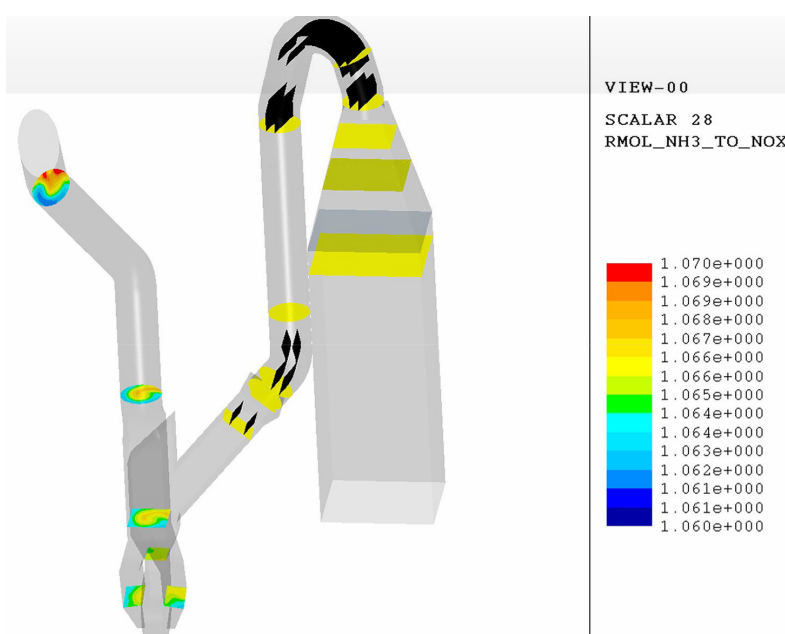 VIEW-00
SCALAR 28
RMOL_NH3_TO_NOX
1.070e+000
1.069e+000
1.069e+000
1.068e+000
1.067e+000
1.066e+000
1.066e+000
1.065e+000
1.064e+000
1.064e+000
1.063e+000
1.062e+000
1.061e+000
1.061e+000
1.060e+000